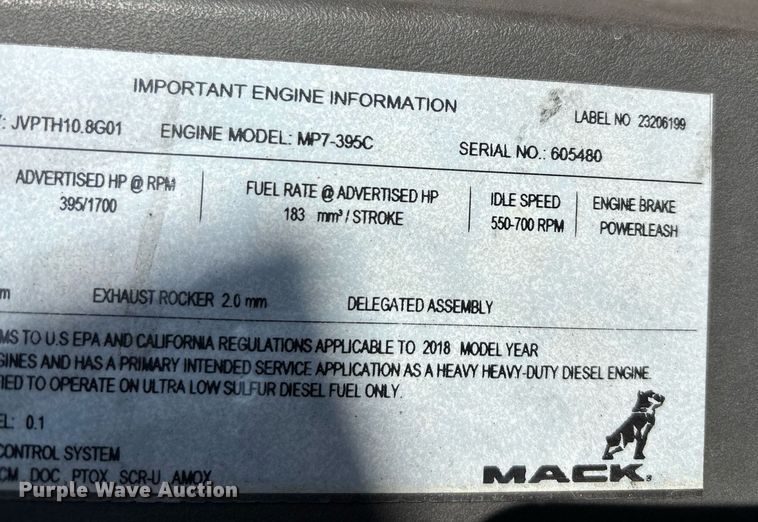 IMPORTANT ENGINE INFORMATION
LABEL NO 23206199
: JVPTH10.8G01 ENGINE MODEL: MP7-395C SERIAL NO.: 605480
ADVERTISED HP @ RPM
395/1700
FUEL RATE @ ADVERTISED HP
183 mm³ / STROKE
IDLE SPEED
550-700 RPM
ENGINE BRAKE
POWERLEASH
m EXHAUST ROCKER 2.0 mm DELEGATED ASSEMBLY
MS TO U.S EPA AND CALIFORNIA REGULATIONS APPLICABLE TO 2018 MODEL YEAR
GINES AND HAS A PRIMARY INTENDED SERVICE APPLICATION AS A HEAVY HEAVY-DUTY DIESEL ENGINE.
IED TO OPERATE ON ULTRA LOW SULFUR DIESEL FUEL ONLY.
EL: 0.1
CONTROL SYSTEM
CM, DOC, PTOX, SCR-U, AMOX
MACK
Purple Wave Auction